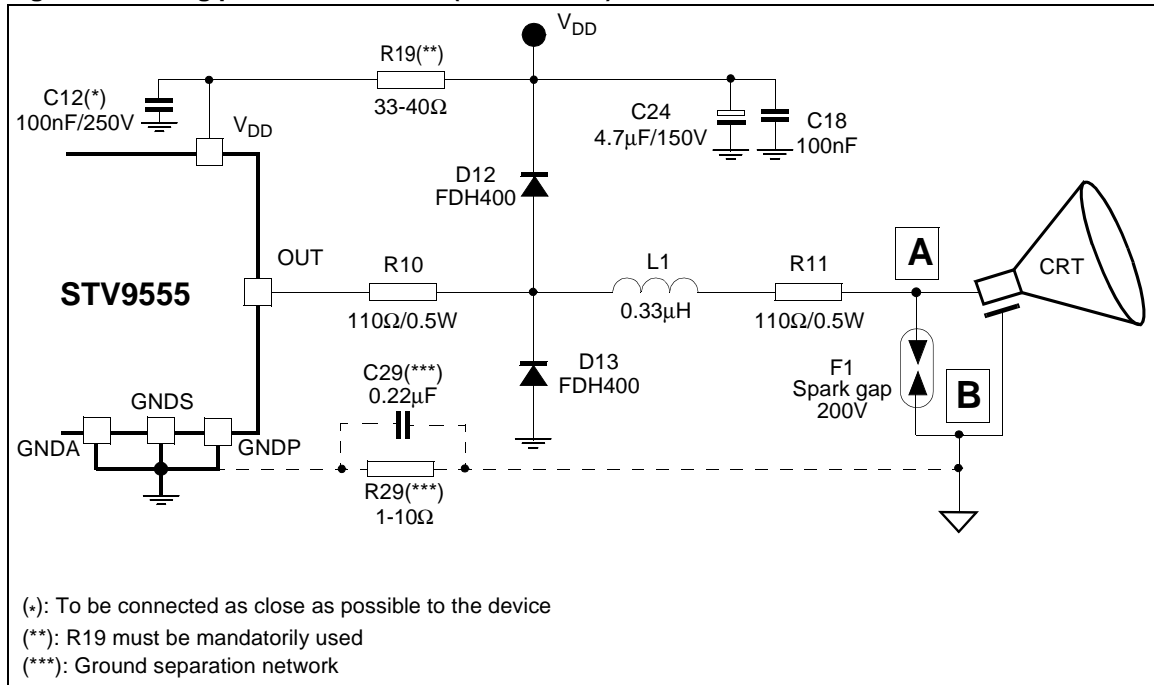 V_DD
R19(**)
33-40Ω
C12(*)
100nF/250V
V_DD
C24
4.7μF/150V
C18
100nF
D12
FDH400
OUT
STV9555
R10
110Ω/0.5W
L1
0.33μH
R11
110Ω/0.5W
A
CRT
D13
FDH400
F1
Spark gap
200V
B
C29(***)
0.22μF
GNDS
GNDA
GNDP
R29(***)
1-10Ω
(*): To be connected as close as possible to the device
(**): R19 must be mandatorily used
(***): Ground separation network